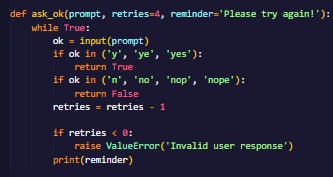 def ask_ok(prompt, retries=4, reminder='Please try again!'):
    while True:
        ok = input(prompt)
        if ok in ('y', 'ye', 'yes'):
            return True
        if ok in ('n', 'no', 'nop', 'nope'):
            return False
        retries = retries - 1

        if retries < 0:
            raise ValueError('Invalid user response')
        print(reminder)